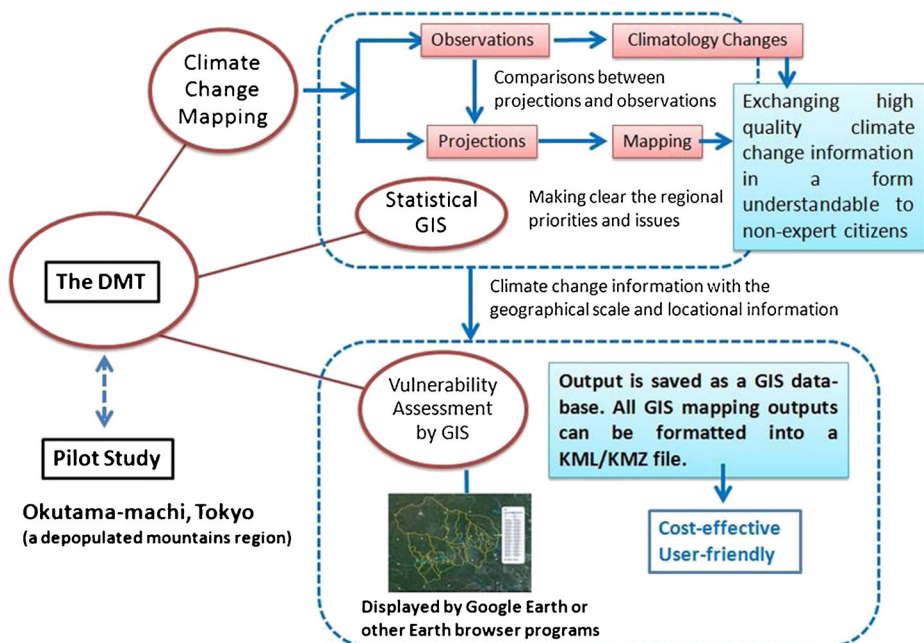 Climate
Change
Mapping
Observations
Climatology Changes
Comparisons between
projections and observations
Projections
Mapping
Exchanging high
quality climate
change information
in a form
understandable to
non-expert citizens
Statistical
GIS
Making clear the regional
priorities and issues
The DMT
Climate change information with the
geographical scale and locational information
Pilot Study
Okutama-machi, Tokyo
(a depopulated mountains region)
Vulnerability
Assessment
by GIS
Output is saved as a GIS data-
base. All GIS mapping outputs
can be formatted into a
KML/KMZ file.
Cost-effective
User-friendly
Displayed by Google Earth or
other Earth browser programs